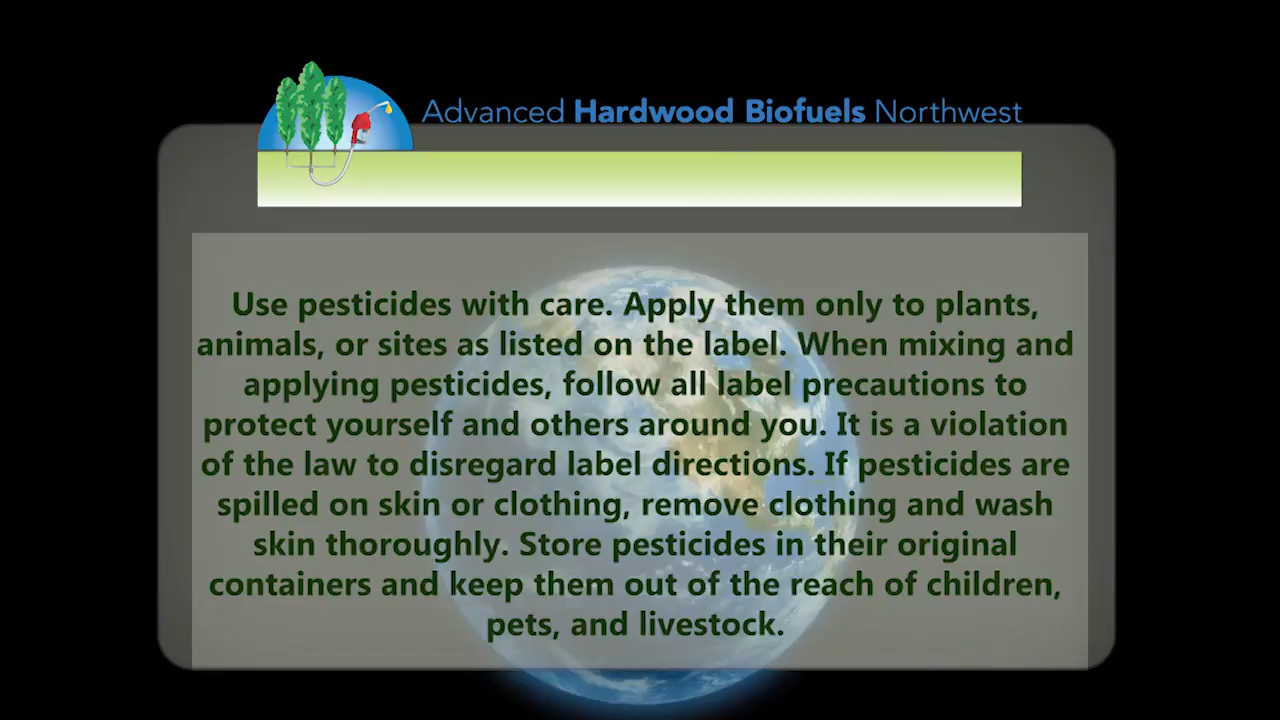 Advanced Hardwood Biofuels Northwest
Use pesticides with care. Apply them only to plants,
animals, or sites as listed on the label. When mixing and
applying pesticides, follow all label precautions to
protect yourself and others around you. It is a violation
of the law to disregard label directions. If pesticides are
spilled on skin or clothing, remove clothing and wash
skin thoroughly. Store pesticides in their original
containers and keep them out of the reach of children,
pets, and livestock.